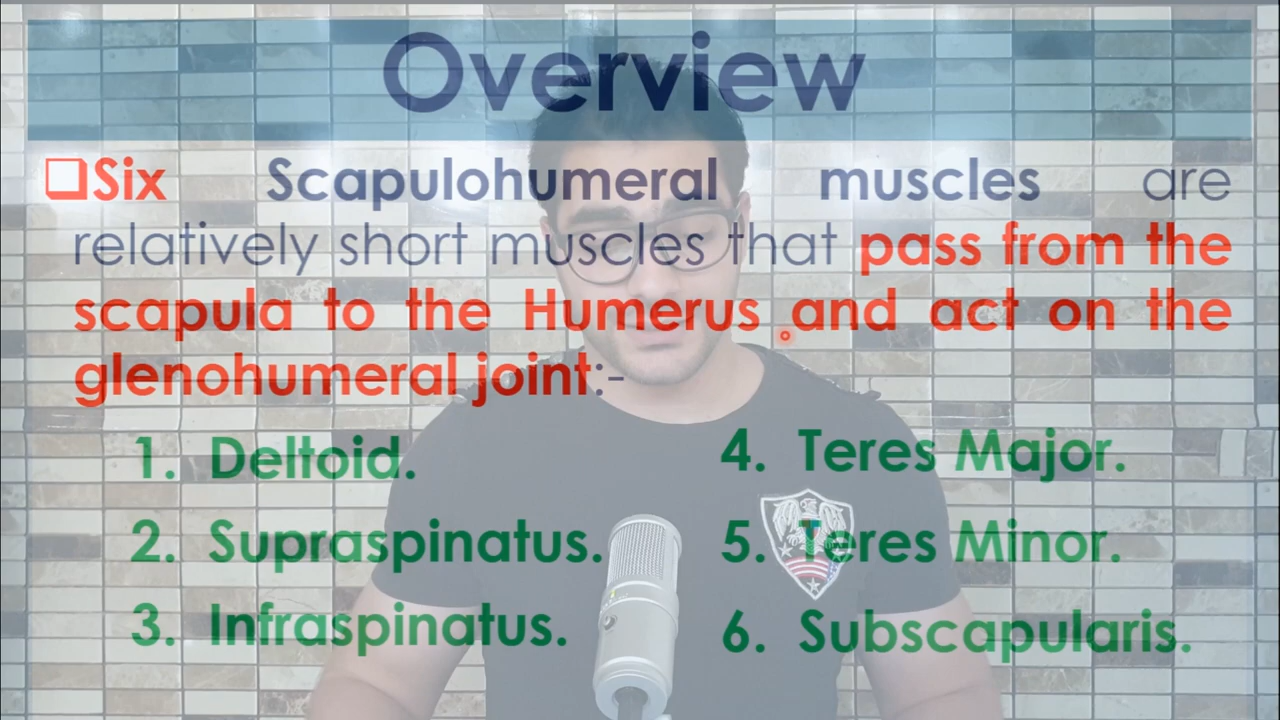 Overview
❑Six Scapulohumeral muscles are
relatively short muscles that pass from the
scapula to the Humerus and act on the
glenohumeral joint:-
1. Deltoid.
2. Supraspinatus.
3. Infraspinatus.
4. Teres Major.
5. Teres Minor.
6. Subscapularis.